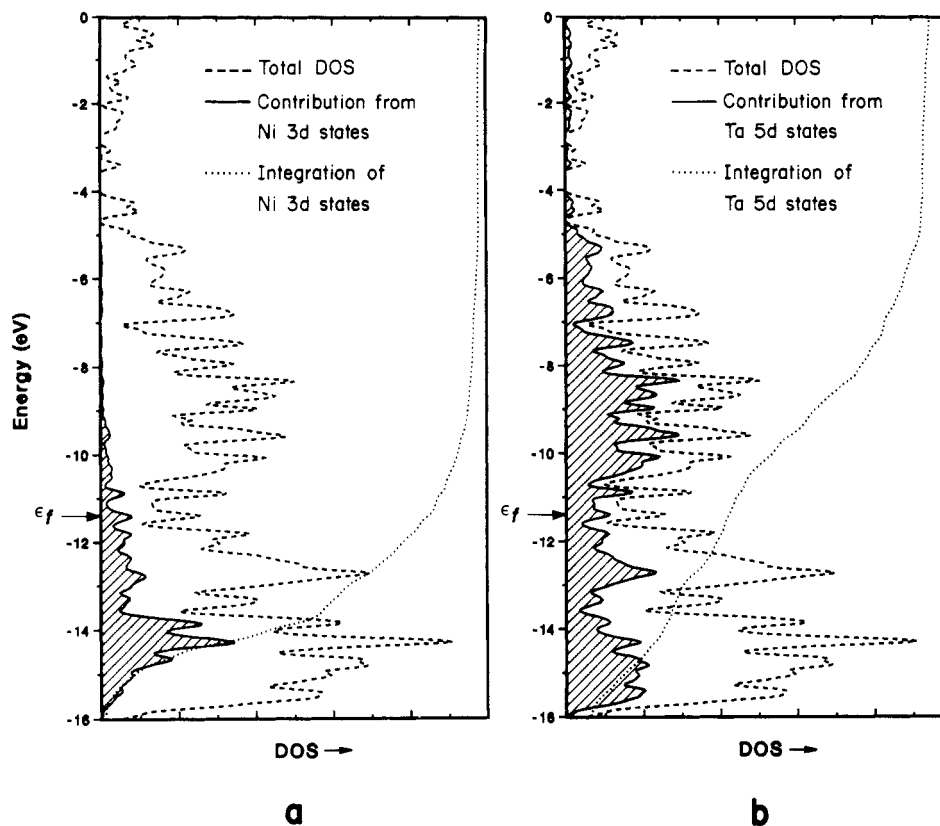 0
-2
-4
-6
-8
-10
-12
-14
-16
Energy (eV)
εf
Total DOS
Contribution from
Ni 3d states
Integration of
Ni 3d states
DOS →
a
0
-2
-4
-6
-8
-10
-12
-14
-16
εf
Total DOS
Contribution from
Ta 5d states
Integration of
Ta 5d states
DOS →
b